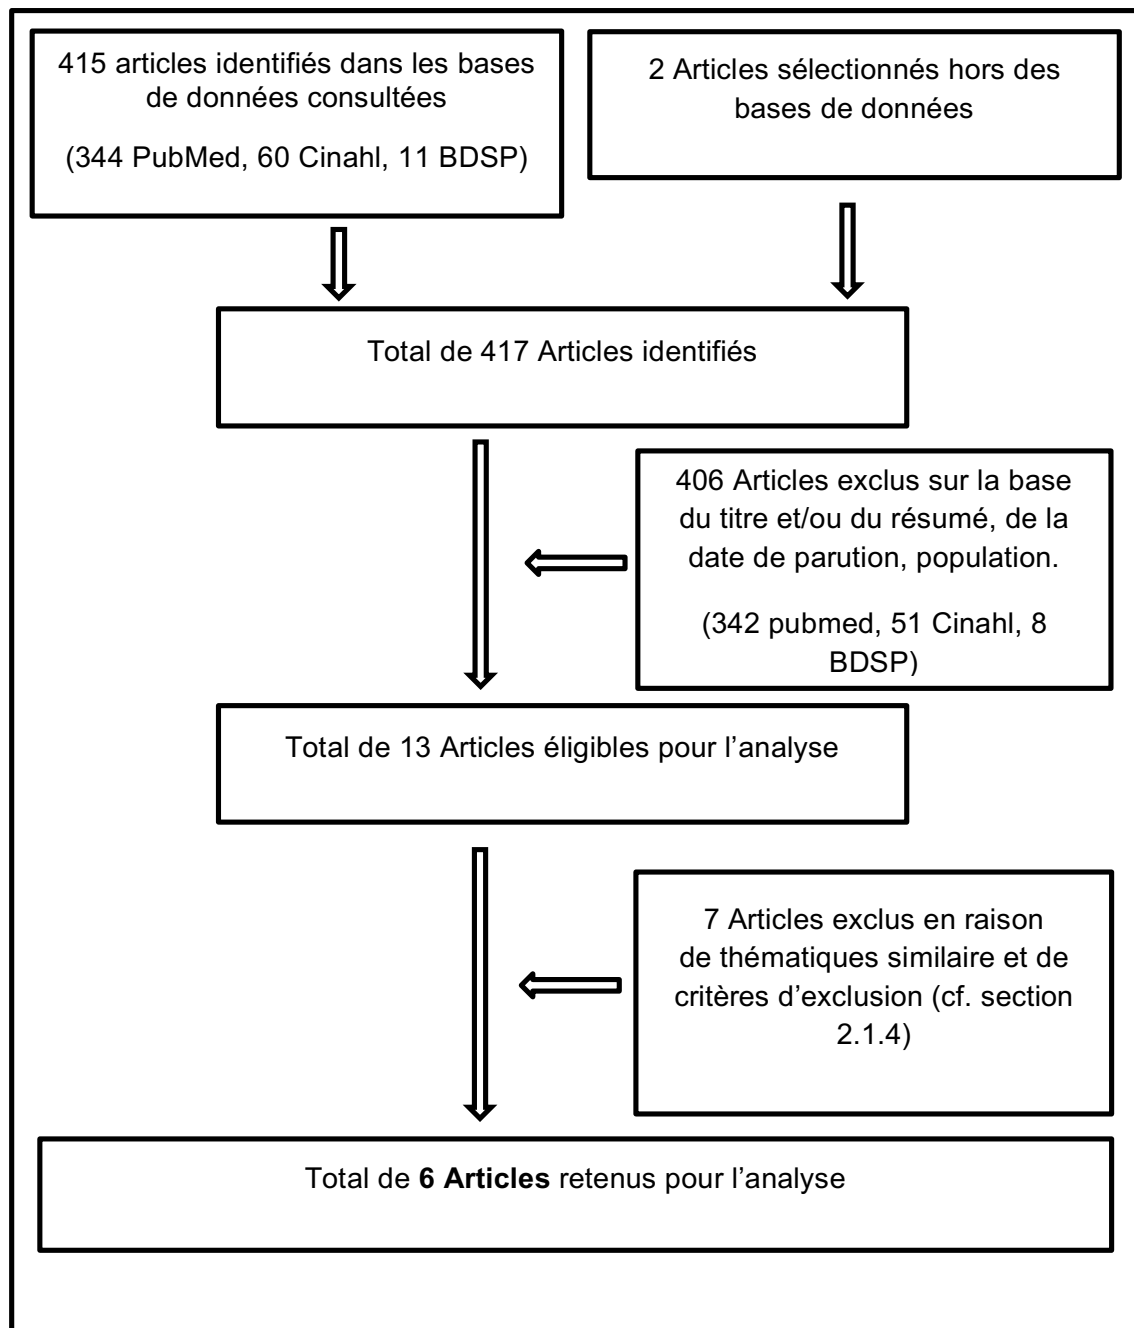 415 articles identifiés dans les bases
de données consultées
(344 PubMed, 60 Cinahl, 11 BDSP)
2 Articles sélectionnés hors des
bases de données
Total de 417 Articles identifiés
406 Articles exclus sur la base
du titre et/ou du résumé, de la
date de parution, population.
(342 pubmed, 51 Cinahl, 8
BDSP)
Total de 13 Articles éligibles pour l’analyse
7 Articles exclus en raison
de thématiques similaire et de
critères d’exclusion (cf. section
2.1.4)
Total de 6 Articles retenus pour l’analyse